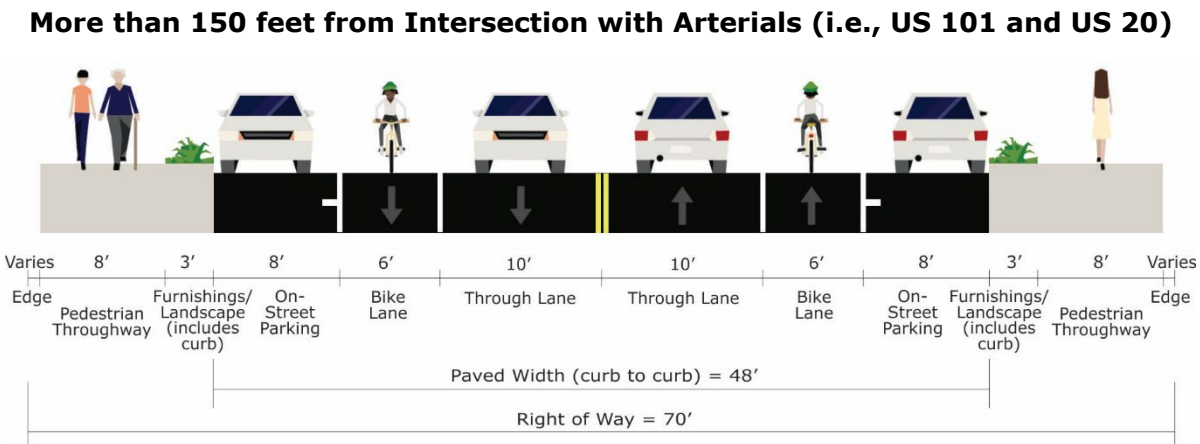 More than 150 feet from Intersection with Arterials (i.e., US 101 and US 20)
Varies 8’ 3’ 8’ 6’ 10’ 10’ 6’ 8’ 3’ 8’ Varies
Edge
Pedestrian
Throughway
Furnishings/
Landscape
(includes
curb)
On-
Street
Parking
Bike
Lane
Through Lane
Through Lane
Bike
Lane
On-
Street
Parking
Furnishings/
Landscape
(includes
curb)
Pedestrian
Throughway
Edge
Paved Width (curb to curb) = 48’
Right of Way = 70’